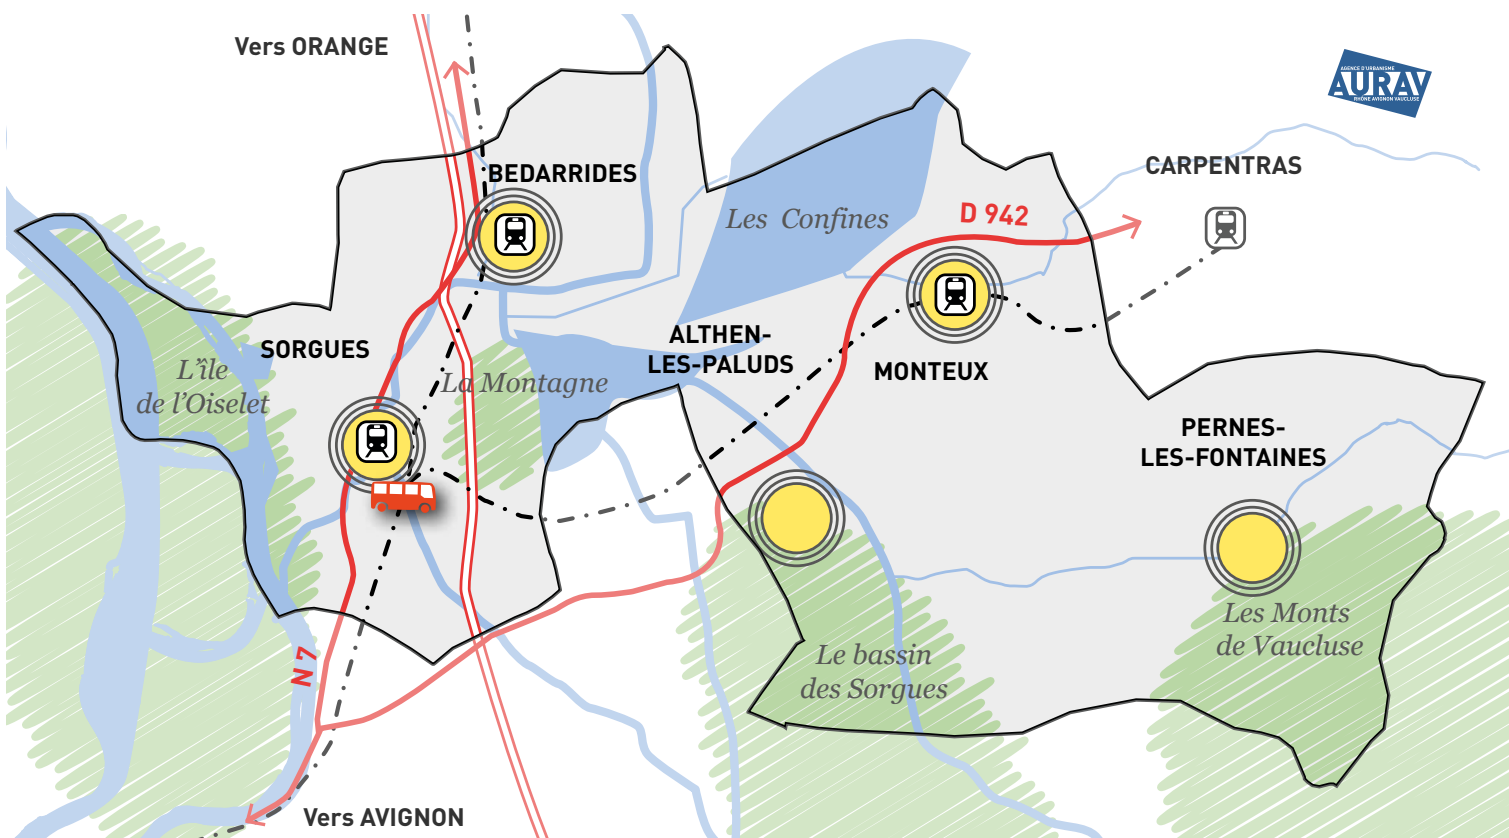 Vers ORANGE
AGENCE D'URBANISME
AURAV
RHÔNE AVIGNON VAUCLUSE
BEDARRIDES
CARPENTRAS
Les Confines
D 942
SORGUES
ALTHEN-
LES-PALUDS
L'île
de l'Oiselet
La Montagne
MONTEUX
PERNES-
LES-FONTAINES
Les Monts
de Vaucluse
N 7
Le bassin
des Sorgues
Vers AVIGNON